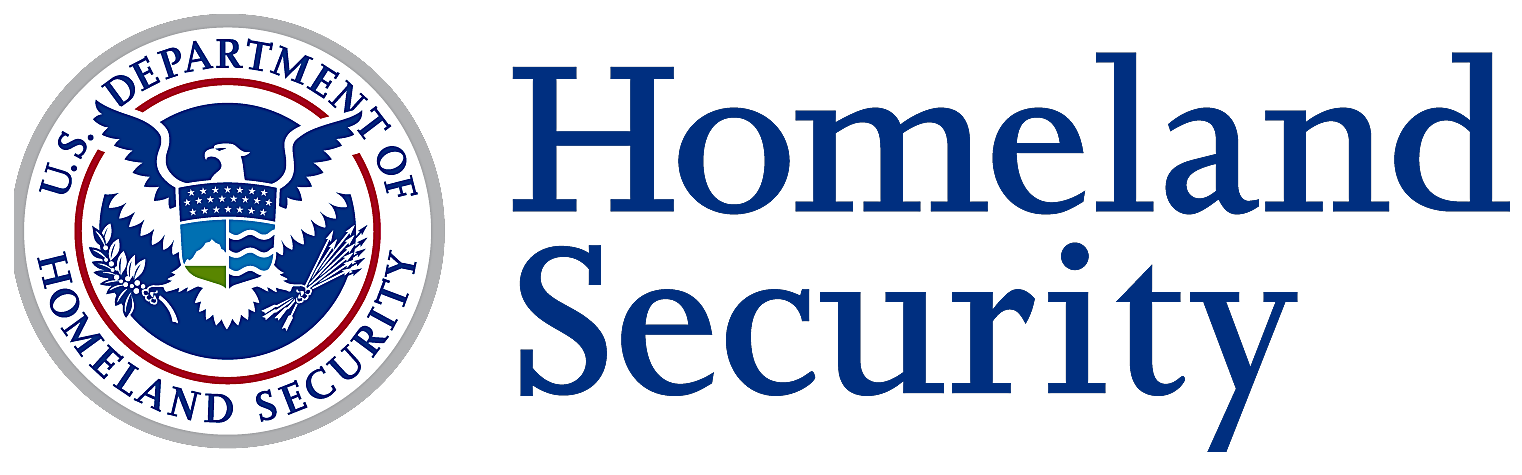 U.S. DEPARTMENT OF
HOMELAND SECURITY
Homeland
Security